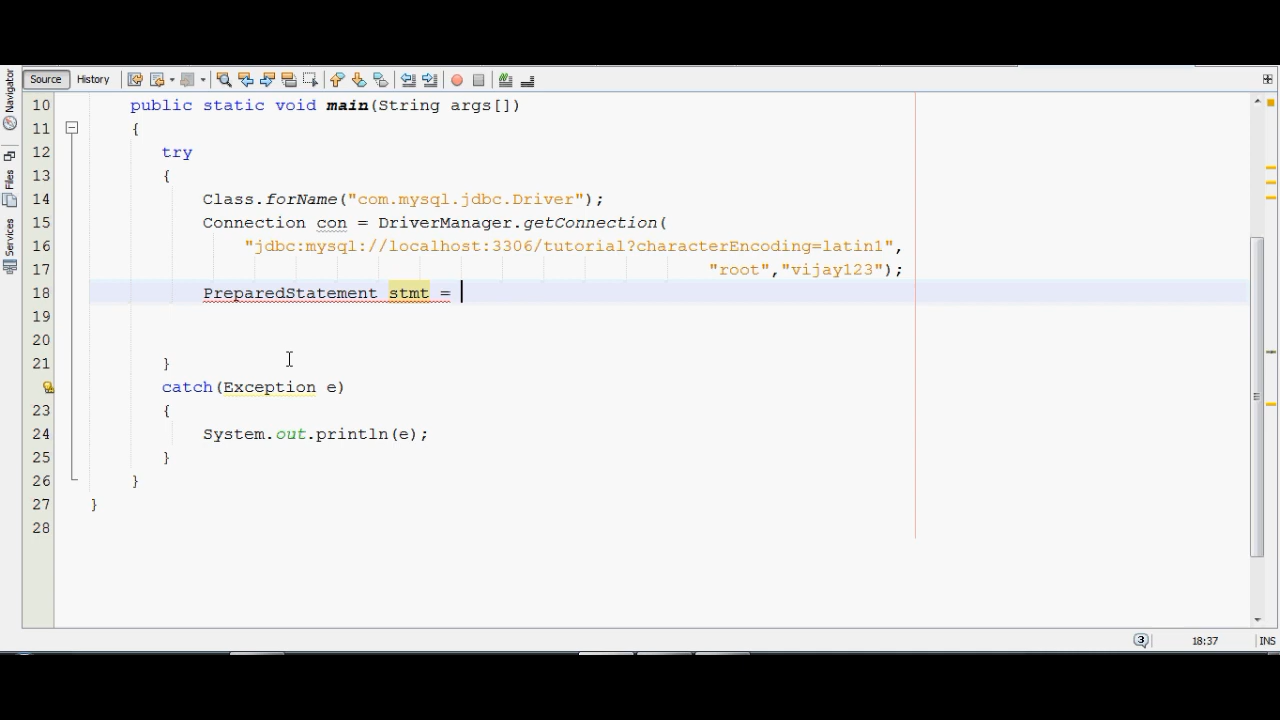 Source History
Navigator
Files
Services
10 public static void main(String args[])
11 {
12 try
13 {
14 Class.forName("com.mysql.jdbc.Driver");
15 Connection con = DriverManager.getConnection(
16 "jdbc:mysql://localhost:3306/tutorial?characterEncoding=latin1",
17 "root","vijay123");
18 PreparedStatement stmt =
19
20
21 }
catch(Exception e)
23 {
24 System.out.println(e);
25 }
26 }
27 }
28
3 18:37 INS